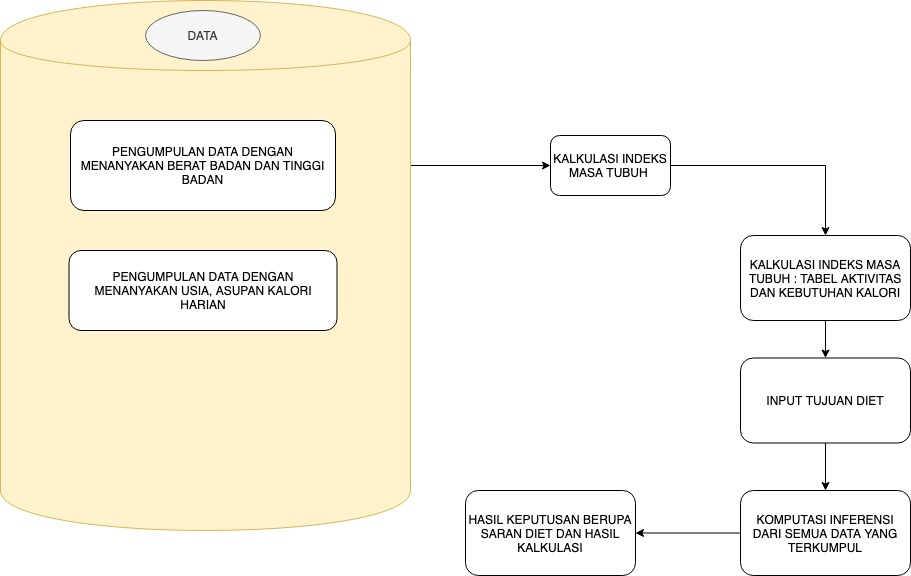 DATA
PENGUMPULAN DATA DENGAN
MENANYAKAN BERAT BADAN DAN TINGGI
BADAN
PENGUMPULAN DATA DENGAN
MENANYAKAN USIA, ASUPAN KALORI
HARIAN
KALKULASI INDEKS
MASA TUBUH
KALKULASI INDEKS MASA
TUBUH : TABEL AKTIVITAS
DAN KEBUTUHAN KALORI
INPUT TUJUAN DIET
KOMPUTASI INFERENSI
DARI SEMUA DATA YANG
TERKUMPUL
HASIL KEPUTUSAN BERUPA
SARAN DIET DAN HASIL
KALKULASI